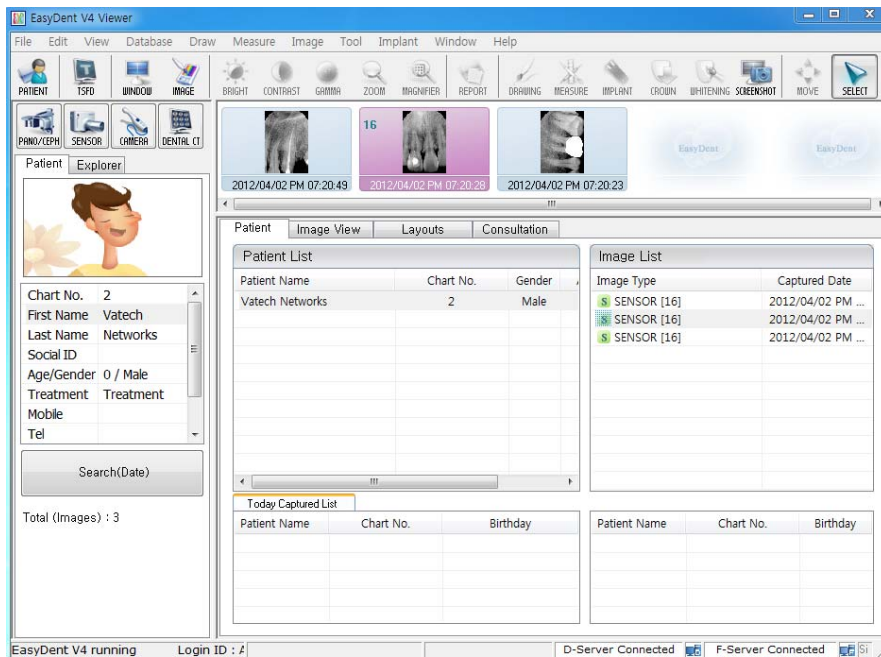 EasyDent V4 Viewer
File Edit View Database Draw Measure Image Tool Implant Window Help
PATIENT TSFD WINDOW IMAGE BRIGHT CONTRAST GAMMA ZOOM MAGNIFIER REPORT DRAWING MEASURE IMPLANT CROWN WHITENING SCREENSHOT MOVE SELECT
PANO/CEPH SENSOR CAMERA DENTAL CT
Patient Explorer
Chart No. 2
First Name Vatech
Last Name Networks
Social ID
Age/Gender 0 / Male
Treatment Treatment
Mobile
Tel
Search(Date)
Total (Images) : 3
16
EasyDent EasyDent
2012/04/02 PM 07:20:49 2012/04/02 PM 07:20:28 2012/04/02 PM 07:20:23
Patient Image View Layouts Consultation
Patient List
Patient Name Chart No. Gender
Vatech Networks 2 Male
Image List
Image Type Captured Date
S SENSOR [16] 2012/04/02 PM ...
S SENSOR [16] 2012/04/02 PM ...
S SENSOR [16] 2012/04/02 PM ...
Today Captured List
Patient Name Chart No. Birthday
Patient Name Chart No. Birthday
EasyDent V4 running Login ID : D-Server Connected F-Server Connected Si